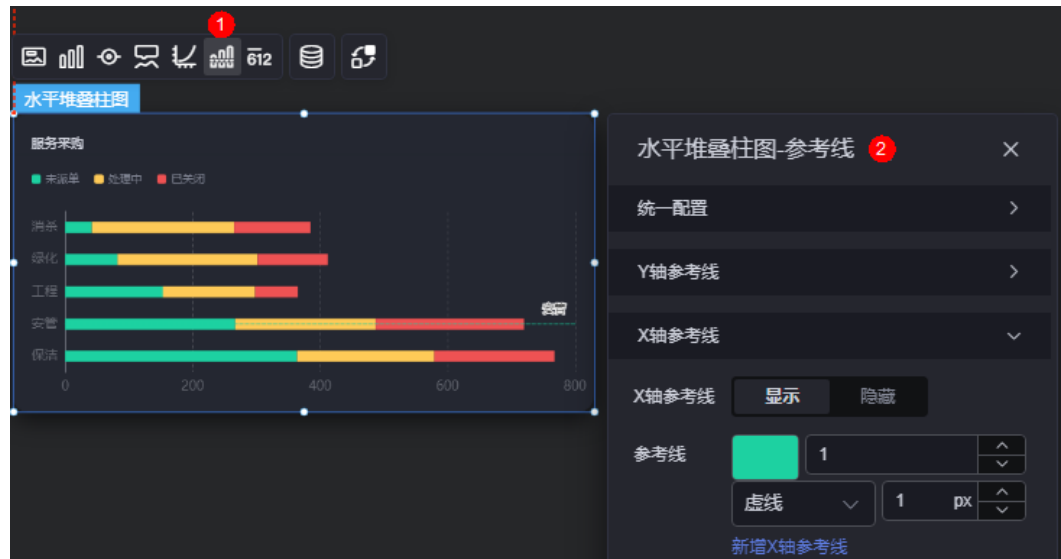 1
612
水平堆叠柱图
服务采购
未派单 处理中 已关闭
消杀
绿化
工程
安管
保洁
0 200 400 600 800
水平堆叠柱图-参考线 2
统一配置
Y轴参考线
X轴参考线
X轴参考线 显示 隐藏
参考线 1
虚线 1 px
新增X轴参考线